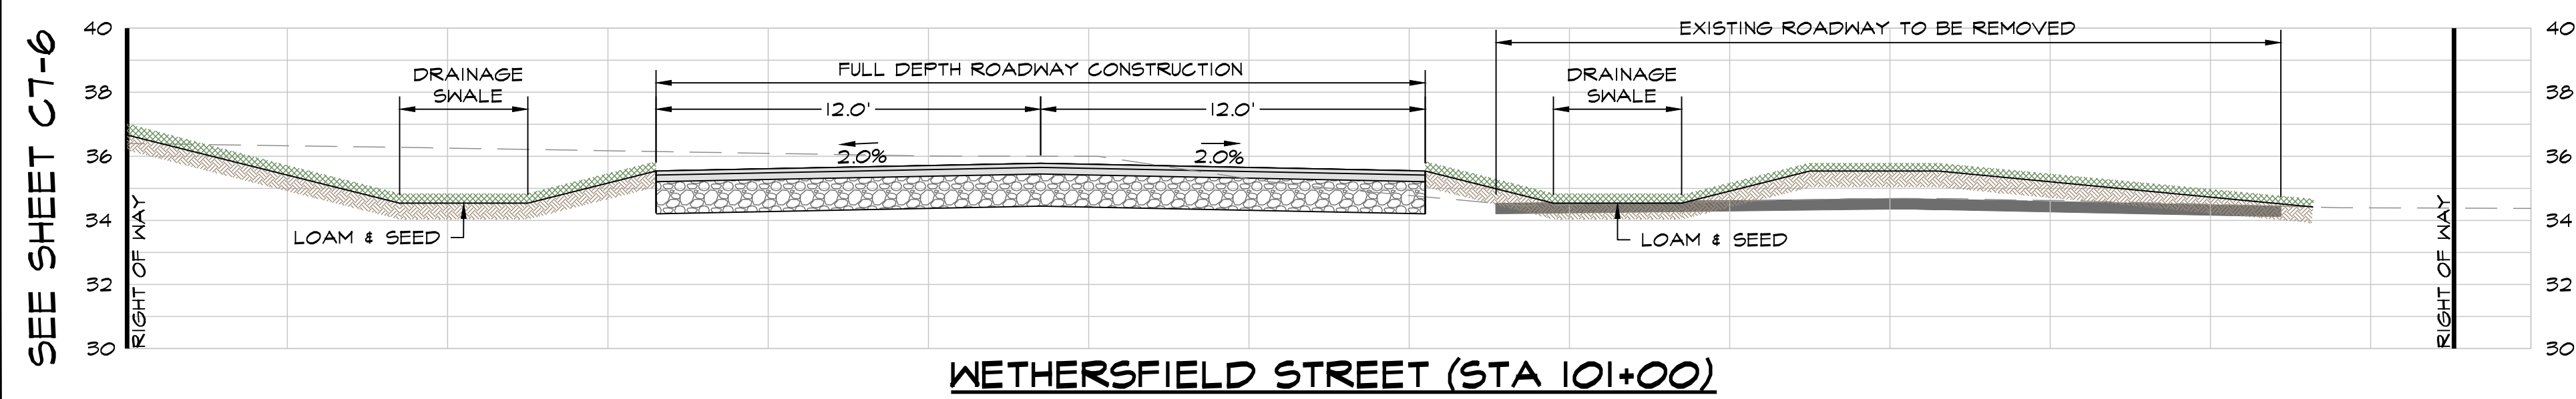 SEE SHEET C7-6
40
38
36
34
32
30
RIGHT OF WAY
DRAINAGE
SWALE
LOAM & SEED
FULL DEPTH ROADWAY CONSTRUCTION
12.0'
12.0'
2.0%
2.0%
EXISTING ROADWAY TO BE REMOVED
DRAINAGE
SWALE
LOAM & SEED
RIGHT OF WAY
40
38
36
34
32
30
WETHERSFIELD STREET (STA 101+00)